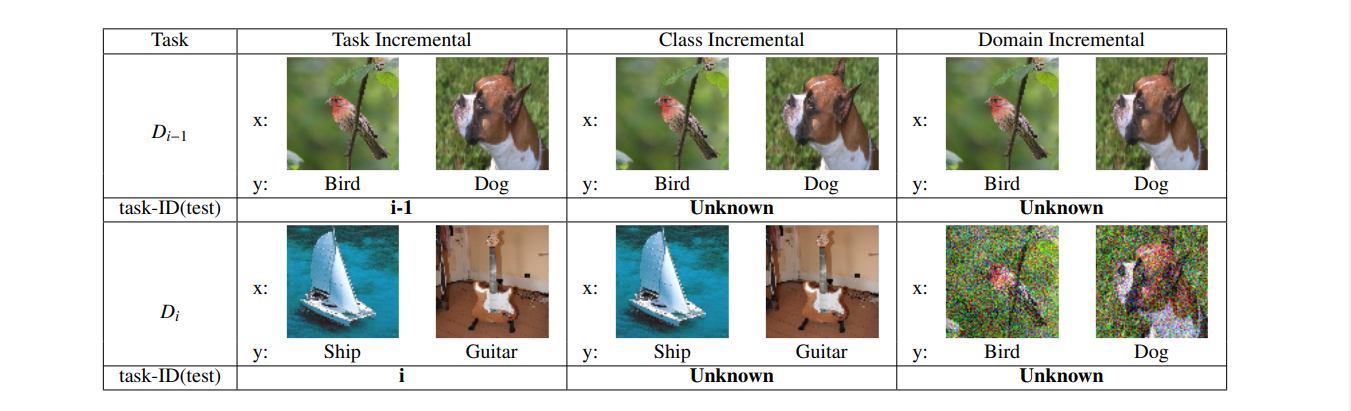 Task Task Incremental Class Incremental Domain Incremental
x: x: x:
D_{i−1}
y: Bird Dog y: Bird Dog y: Bird Dog
task-ID(test) i-1 Unknown Unknown
x: x: x:
D_i
y: Ship Guitar y: Ship Guitar y: Bird Dog
task-ID(test) i Unknown Unknown